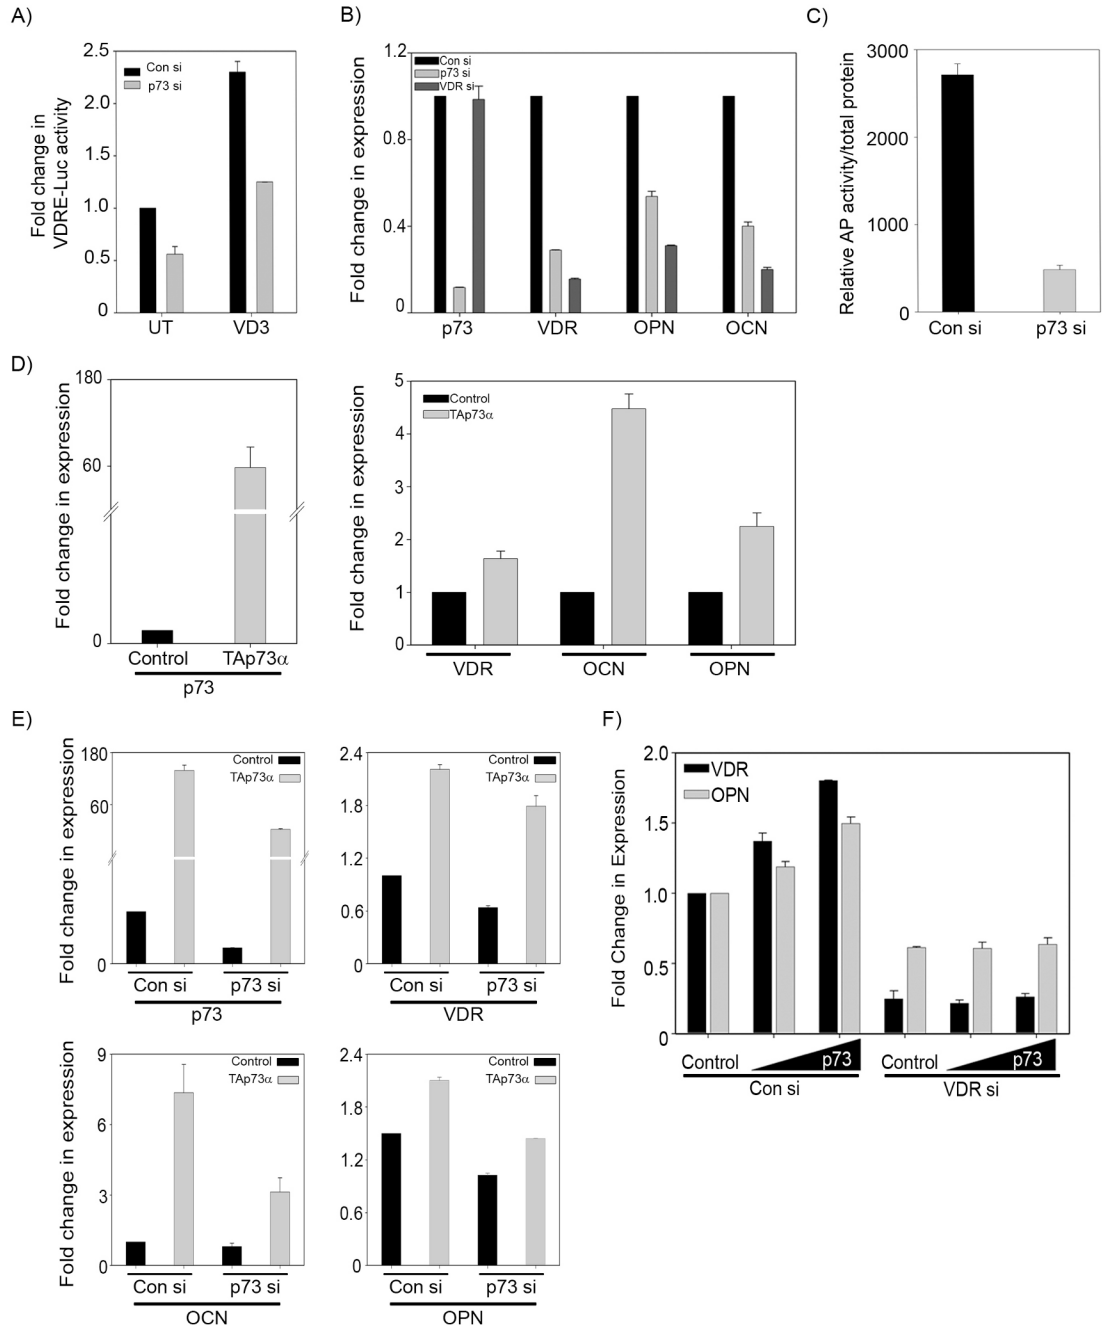 A)
Fold change in
VDRE-Luc activity
2.5
2.0
1.5
1.0
0.5
0
Con si
p73 si
UT VD3
B)
Fold change in expression
1.2
0.8
0.4
0
Con si
p73 si
VDR si
p73 VDR OPN OCN
C)
Relative AP activity/total protein
3000
2000
1000
0
Con si p73 si
D)
Fold change in expression
180
60
0
Control TAp73α
p73
Fold change in expression
5
4
3
2
1
0
Control
TAp73α
VDR OCN OPN
E)
Fold change in expression
180
60
0
Control
TAp73α
Con si p73 si
p73
2.4
1.8
1.2
0.6
0
Control
TAp73α
Con si p73 si
VDR
Fold change in expression
9
6
3
0
Control
TAp73α
Con si p73 si
OCN
2.4
1.8
1.2
0.6
0
Control
TAp73α
Con si p73 si
OPN
F)
Fold Change in Expression
2.0
1.5
1.0
0.5
0
VDR
OPN
Control p73 Control p73
Con si VDR si